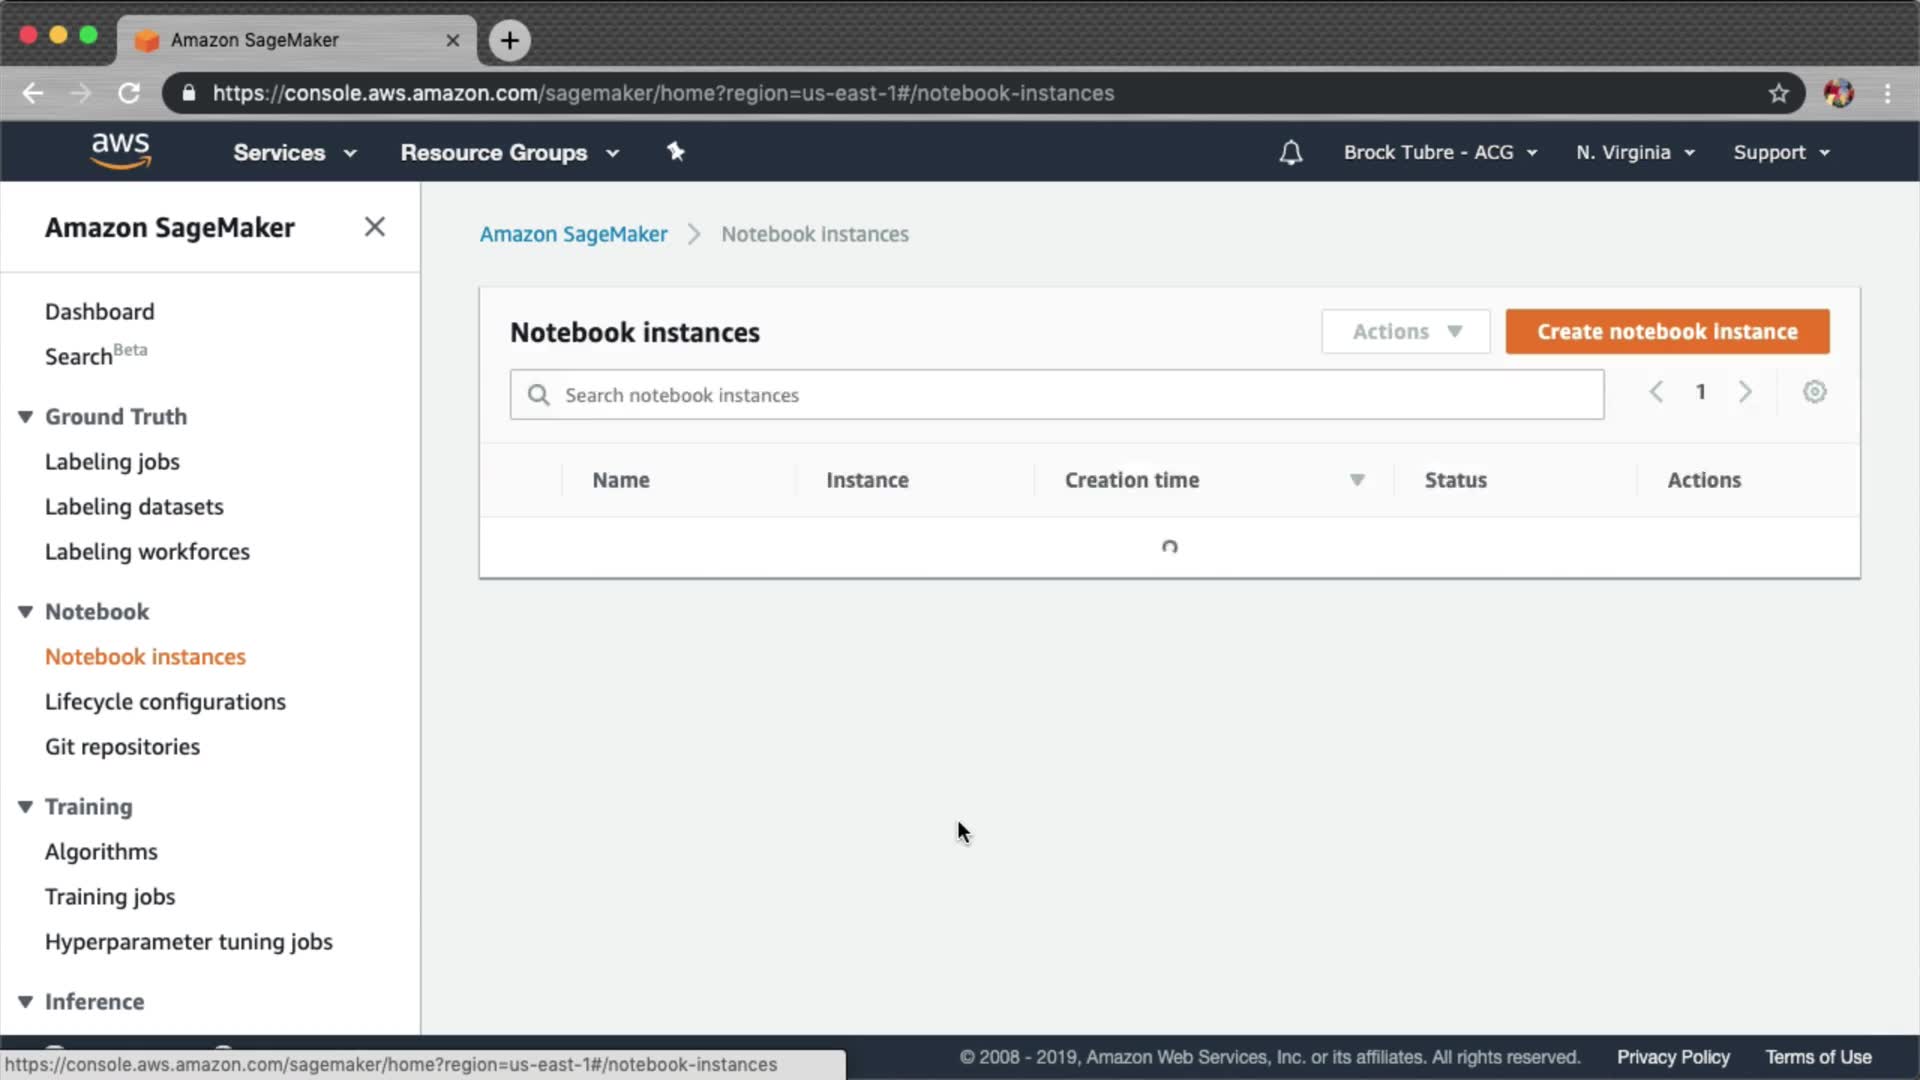 Amazon SageMaker
https://console.aws.amazon.com/sagemaker/home?region=us-east-1#/notebook-instances
aws Services Resource Groups Brock Tubre - ACG N. Virginia Support
Amazon SageMaker
Amazon SageMaker > Notebook instances
Dashboard
Search Beta
Notebook instances
Actions Create notebook instance
Search notebook instances
1
Name Instance Creation time Status Actions
Ground Truth
Labeling jobs
Labeling datasets
Labeling workforces
Notebook
Notebook instances
Lifecycle configurations
Git repositories
Training
Algorithms
Training jobs
Hyperparameter tuning jobs
Inference
https://console.aws.amazon.com/sagemaker/home?region=us-east-1#/notebook-instances
© 2008 - 2019, Amazon Web Services, Inc. or its affiliates. All rights reserved. Privacy Policy Terms of Use